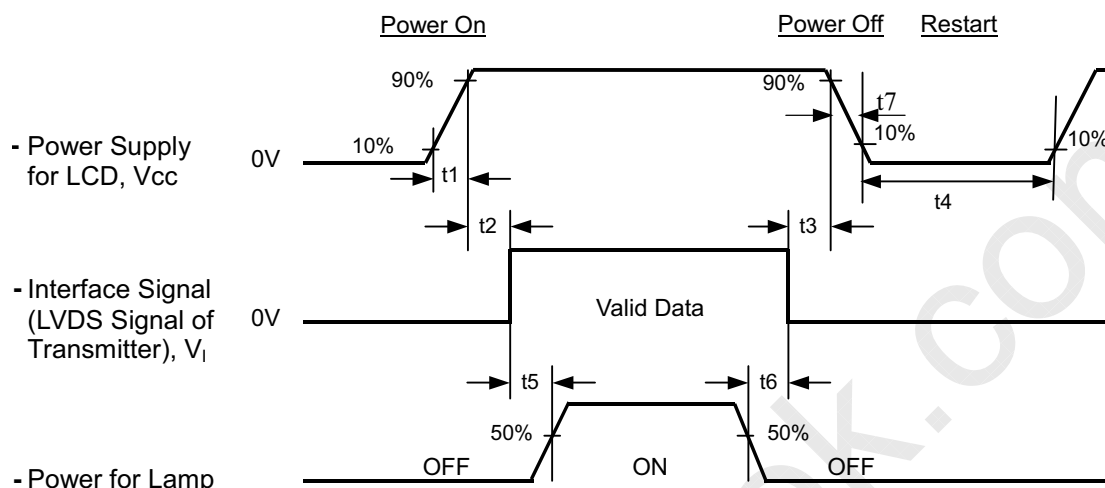 Power On
Power Off
Restart
90%
90%
t7
10%
10%
10%
- Power Supply
for LCD, Vcc
0V
t1
t4
t2
t3
- Interface Signal
(LVDS Signal of
Transmitter), VI
0V
Valid Data
t5
t6
50%
50%
OFF
ON
OFF
- Power for Lamp